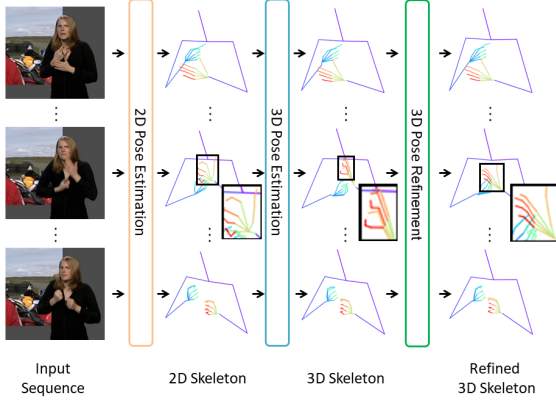 2D Pose Estimation
3D Pose Estimation
3D Pose Refinement
Input
Sequence
2D Skeleton
3D Skeleton
Refined
3D Skeleton